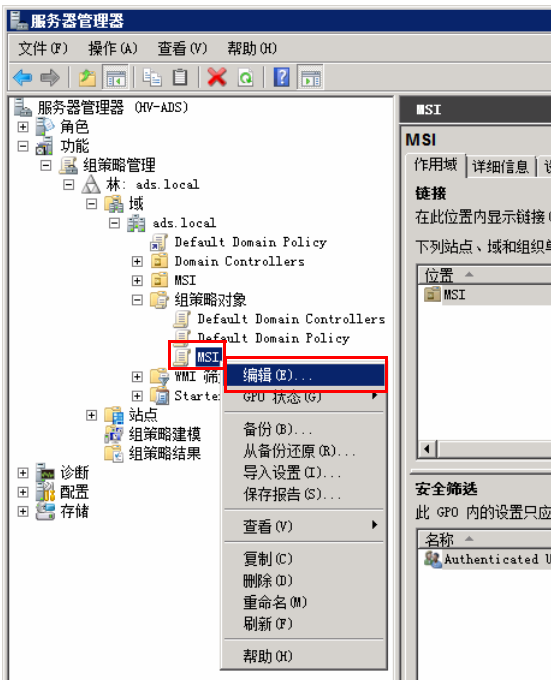 服务器管理器
文件(F) 操作(A) 查看(V) 帮助(H)
服务器管理器 (HV-ADS)
角色
功能
组策略管理
林: ads.local
域
ads.local
Default Domain Policy
Domain Controllers
MSI
组策略对象
Default Domain Controllers
Default Domain Policy
MSI
WMI 筛
Starte
站点
组策略建模
组策略结果
诊断
配置
存储
编辑(E)...
GPO 状态(G)
备份(B)...
从备份还原(R)...
导入设置(I)...
保存报告(S)...
查看(V)
复制(C)
删除(D)
重命名(M)
刷新(F)
帮助(H)
MSI
MSI
作用域 详细信息
链接
在此位置内显示链接(
下列站点、域和组织单
位置
MSI
安全筛选
此 GPO 内的设置只应
名称
Authenticated U